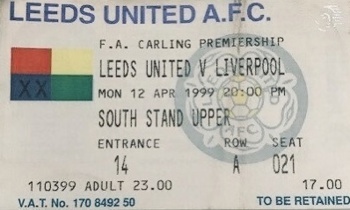 LEEDS UNITED A.F.C.
F.A. CARLING PREMIERSHIP
LEEDS UNITED V LIVERPOOL
MON 12 APR 1999 20:00 PM
SOUTH STAND UPPER
ENTRANCE ROW SEAT
14 A 021
110399 ADULT 23.00 17.00
V.A.T. No. 170 8492 50 TO BE RETAINED
XX